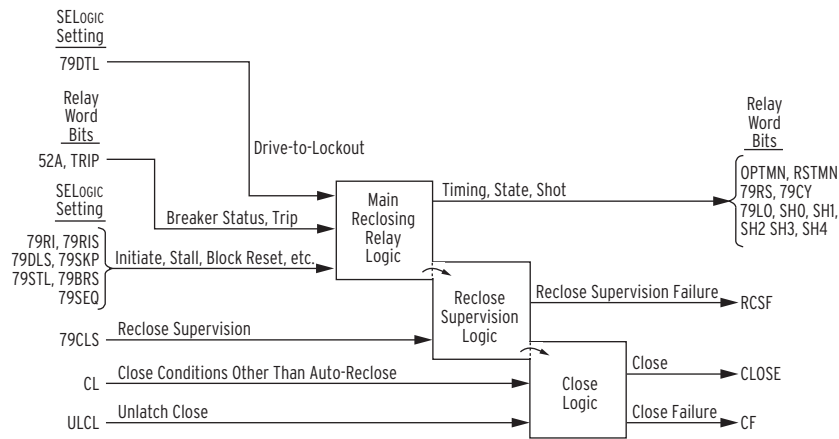 SELOGIC
Setting
79DTL
Relay
Word
Bits
52A, TRIP
SELOGIC
Setting
79RI, 79RIS
79DLS, 79SKP
79STL, 79BRS
79SEQ
79CLS
CL
ULCL
Drive-to-Lockout
Breaker Status, Trip
Initiate, Stall, Block Reset, etc.
Reclose Supervision
Close Conditions Other Than Auto-Reclose
Unlatch Close
Main
Reclosing
Relay
Logic
Reclose
Supervision
Logic
Close
Logic
Timing, State, Shot
Reclose Supervision Failure
Close
Close Failure
Relay
Word
Bits
OPTMN, RSTMN
79RS, 79CY
79LO, SH0, SH1,
SH2 SH3, SH4
RCSF
CLOSE
CF